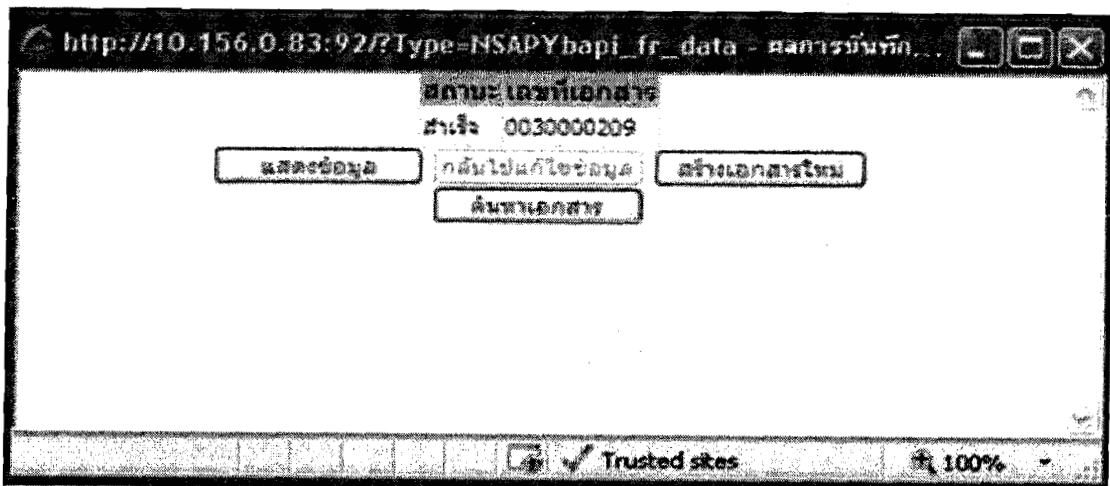 http://10.156.0.83:92/?Type=NSAPYbapi_fr_data - ผลการบันทึก...
สถานะ เลขที่เอกสาร
สำเร็จ 0030000209
แสดงข้อมูล กลับไปแก้ไขข้อมูล สร้างเอกสารใหม่
ค้นหาเอกสาร
Trusted sites 100%